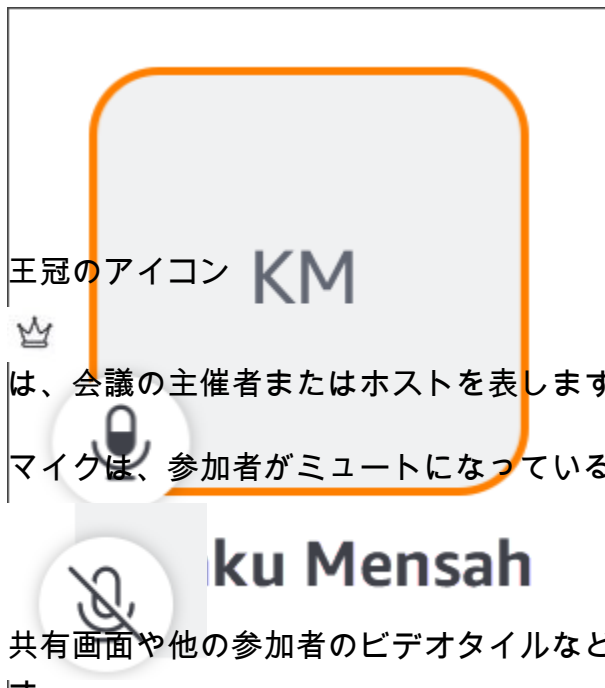 王冠のアイコン
KM
は、会議の主催者またはホストを表します
マイクは、参加者がミュートになっている
ku Mensah
共有画面や他の参加者のビデオタイルなど
す